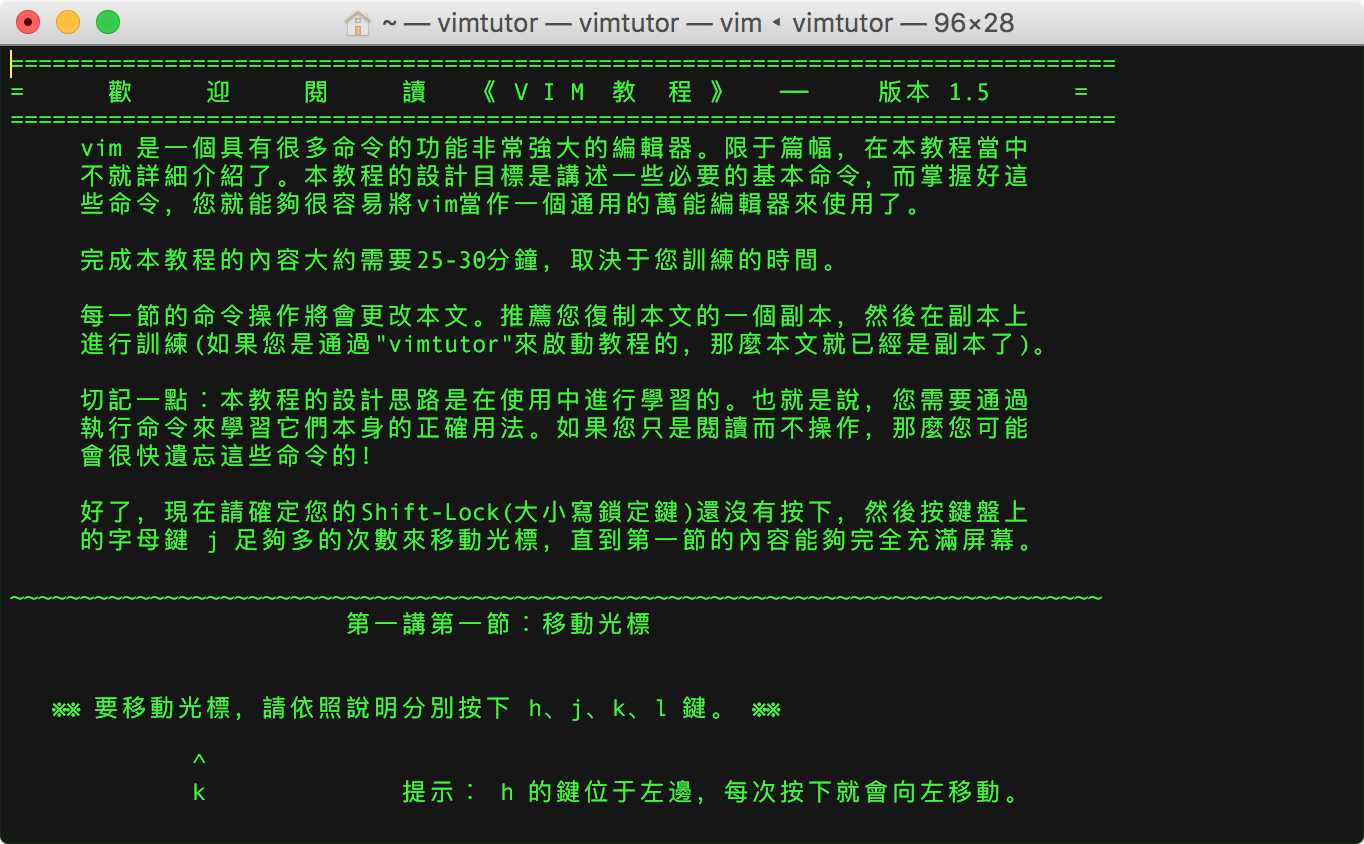 ~ — vimtutor — vimtutor — vim ◂ vimtutor — 96×28
===============================================================================
=      歡     迎     閱     讀   《 V I M  教  程 》   ──     版本 1.5      =
===============================================================================
vim 是一個具有很多命令的功能非常強大的編輯器。限于篇幅，在本教程當中
不就詳細介紹了。本教程的設計目標是講述一些必要的基本命令，而掌握好這
些命令，您就能夠很容易將vim當作一個通用的萬能編輯器來使用了。
完成本教程的內容大約需要25-30分鐘，取決于您訓練的時間。
每一節的命令操作將會更改本文。推薦您復制本文的一個副本，然後在副本上
進行訓練(如果您是通過"vimtutor"來啟動教程的，那麼本文就已經是副本了)。
切記一點：本教程的設計思路是在使用中進行學習的。也就是說，您需要通過
執行命令來學習它們本身的正確用法。如果您只是閱讀而不操作，那麼您可能
會很快遺忘這些命令的！
好了，現在請確定您的Shift-Lock(大小寫鎖定鍵)還沒有按下，然後按鍵盤上
的字母鍵 j 足夠多的次數來移動光標，直到第一節的內容能夠完全充滿屏幕。
~~~~~~~~~~~~~~~~~~~~~~~~~~~~~~~~~~~~~~~~~~~~~~~~~~~~~~~~~~~~~~~~~~~~~~~~~~~~~~
第一講第一節：移動光標
※※ 要移動光標，請依照說明分別按下 h、j、k、l 鍵。 ※※
^
k              提示： h 的鍵位于左邊，每次按下就會向左移動。